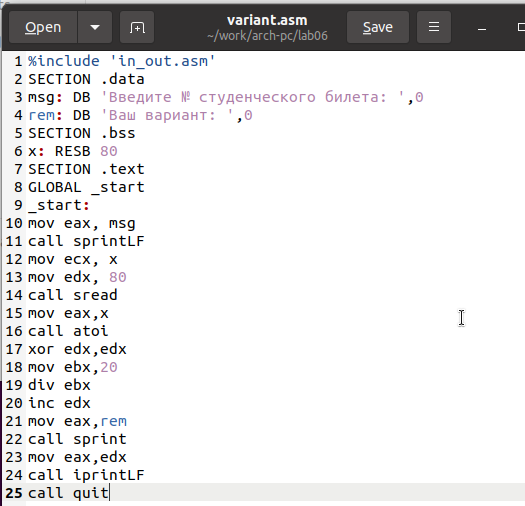 Open
variant.asm
~/work/arch-pc/lab06
Save
1 %include 'in_out.asm'
2 SECTION .data
3 msg: DB 'Введите № студенческого билета: ',0
4 rem: DB 'Ваш вариант: ',0
5 SECTION .bss
6 x: RESB 80
7 SECTION .text
8 GLOBAL _start
9 _start:
10 mov eax, msg
11 call sprintLF
12 mov ecx, x
13 mov edx, 80
14 call sread
15 mov eax,x
16 call atoi
17 xor edx,edx
18 mov ebx,20
19 div ebx
20 inc edx
21 mov eax,rem
22 call sprint
23 mov eax,edx
24 call iprintLF
25 call quit